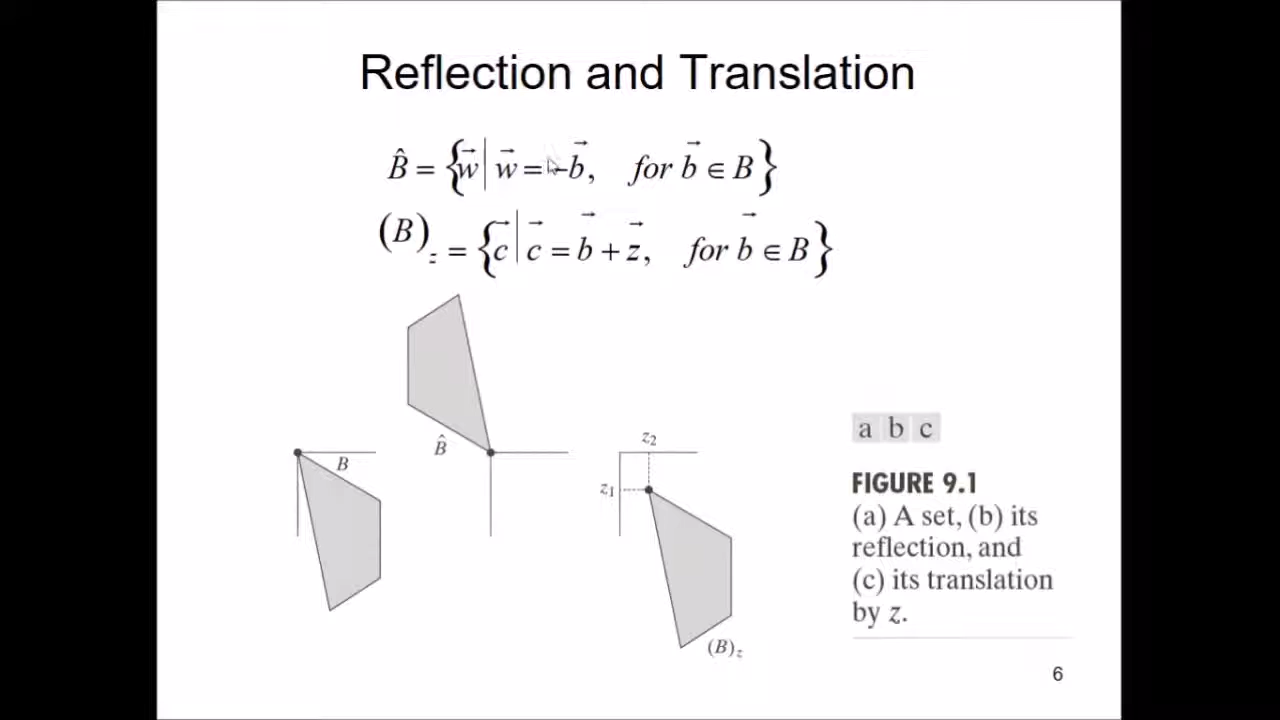 Reflection and Translation
B̂ = {w⃗ | w⃗ = −b⃗, for b⃗ ∈ B}
(B)z = {c⃗ | c⃗ = b⃗ + z⃗, for b⃗ ∈ B}
B
B̂
z2
z1
(B)z
a b c
FIGURE 9.1
(a) A set, (b) its
reflection, and
(c) its translation
by z.
6